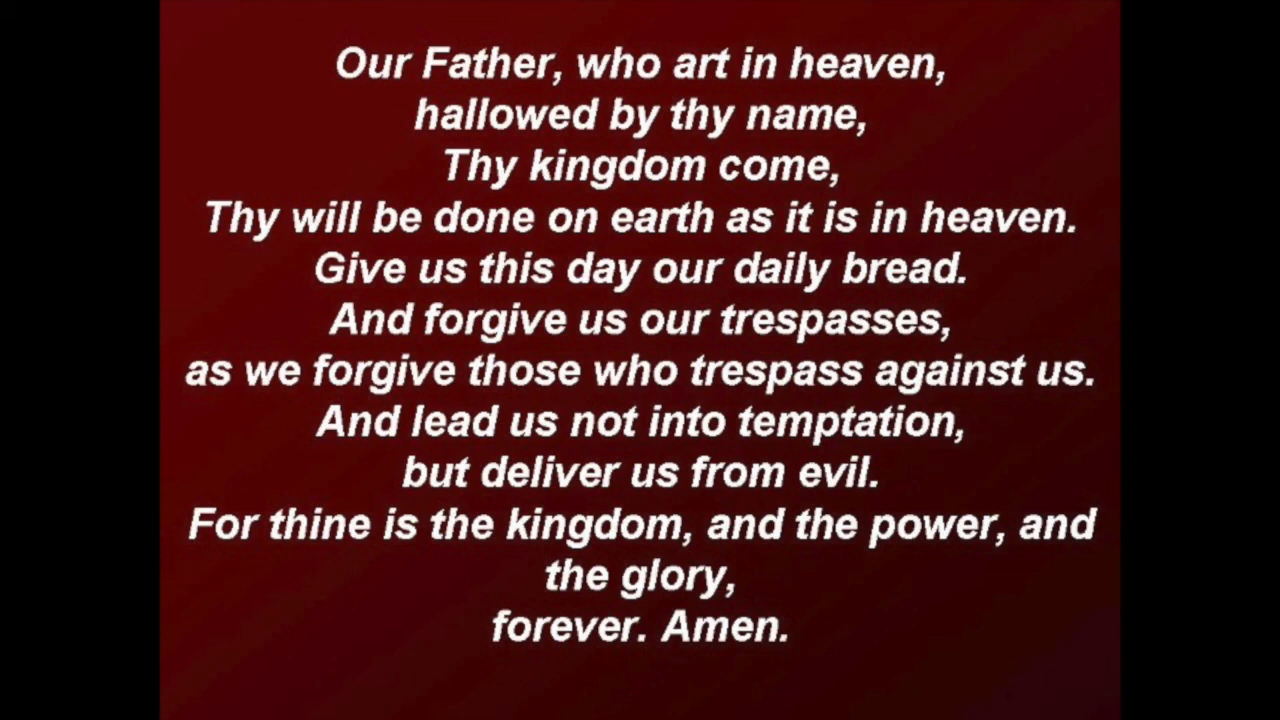 Our Father, who art in heaven,
hallowed by thy name,
Thy kingdom come,
Thy will be done on earth as it is in heaven.
Give us this day our daily bread.
And forgive us our trespasses,
as we forgive those who trespass against us.
And lead us not into temptation,
but deliver us from evil.
For thine is the kingdom, and the power, and
the glory,
forever. Amen.